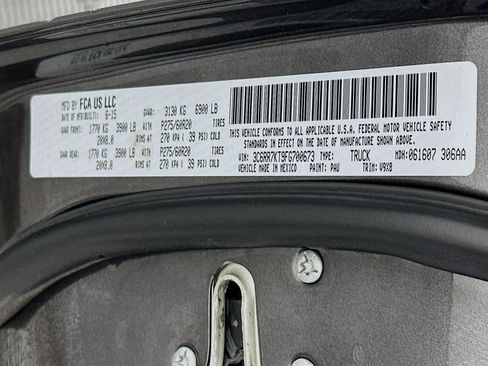 MFD BY FCA US LLC
DATE OF MFR/BUILT: 6-15 GVWR: 3130 KG 6900 LB
GAWR FRONT: 1770 KG 3900 LB WITH P275/60R20 TIRES
20X8.0 RIMS AT 270 KPA ( 39 PSI) COLD
GAWR REAR: 1770 KG 3900 LB WITH P275/60R20 TIRES
20X8.0 RIMS AT 270 KPA ( 39 PSI) COLD
THIS VEHICLE CONFORMS TO ALL APPLICABLE U.S.A. FEDERAL MOTOR VEHICLE SAFETY
STANDARDS IN EFFECT ON THE DATE OF MANUFACTURE SHOWN ABOVE.
VIN: 3C6RR7KT9FG700673 TYPE: TRUCK MDH: 061607 306AA
VEHICLE MADE IN MEXICO PAINT: PAU TRIM: V9X8